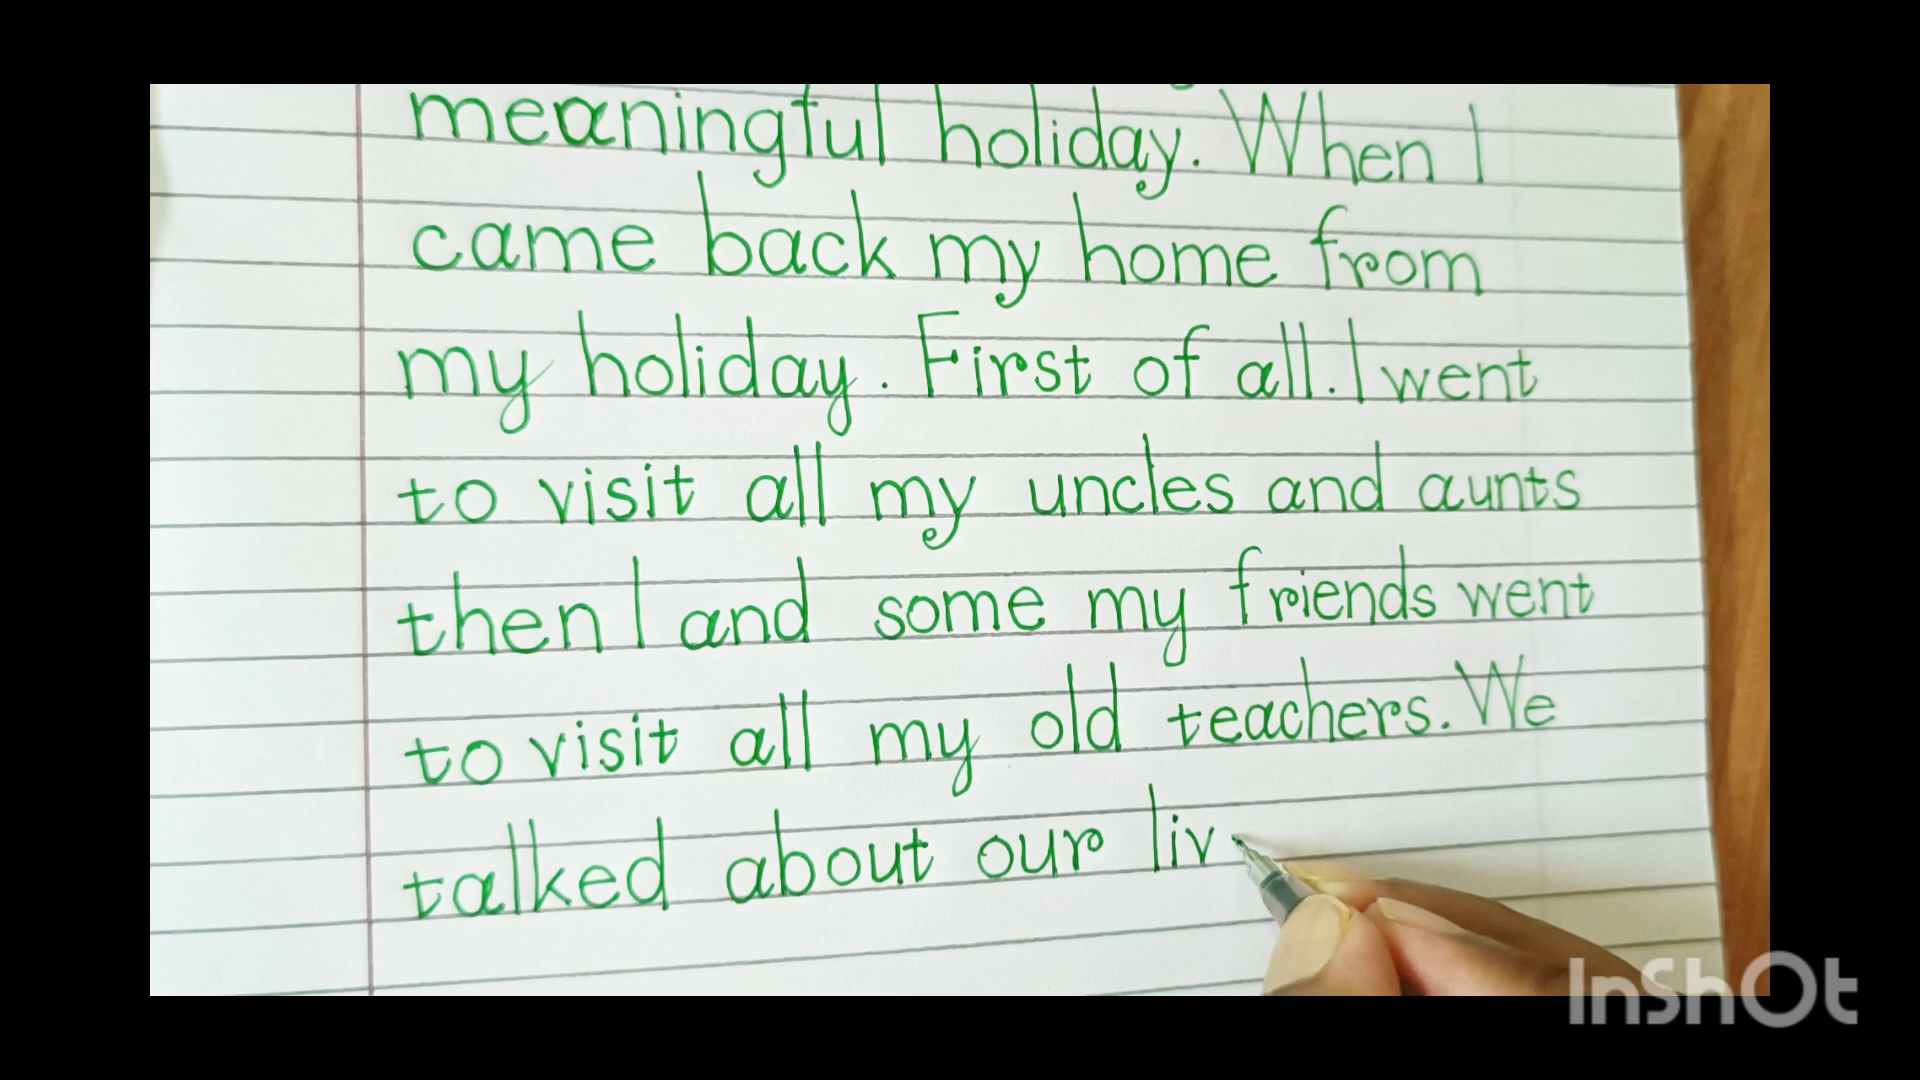 meaningful holiday. When I
came back my home from
my holiday. First of all. I went
to visit all my uncles and aunts
then I and some my friends went
to visit all my old teachers. We
talked about our liv
InShOt